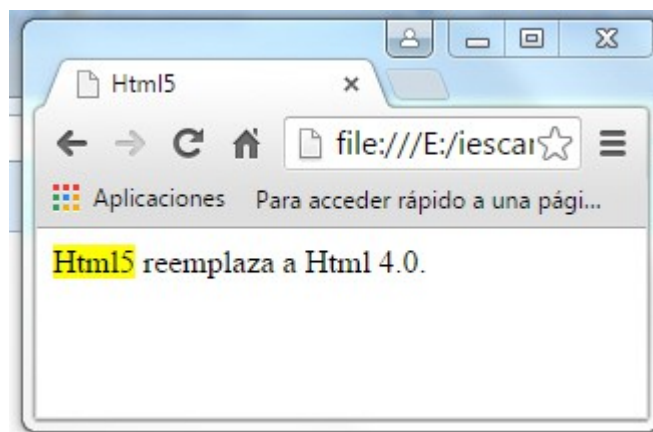 Html5
file:///E:/iescar
Aplicaciones Para acceder rápido a una pági...
Html5 reemplaza a Html 4.0.